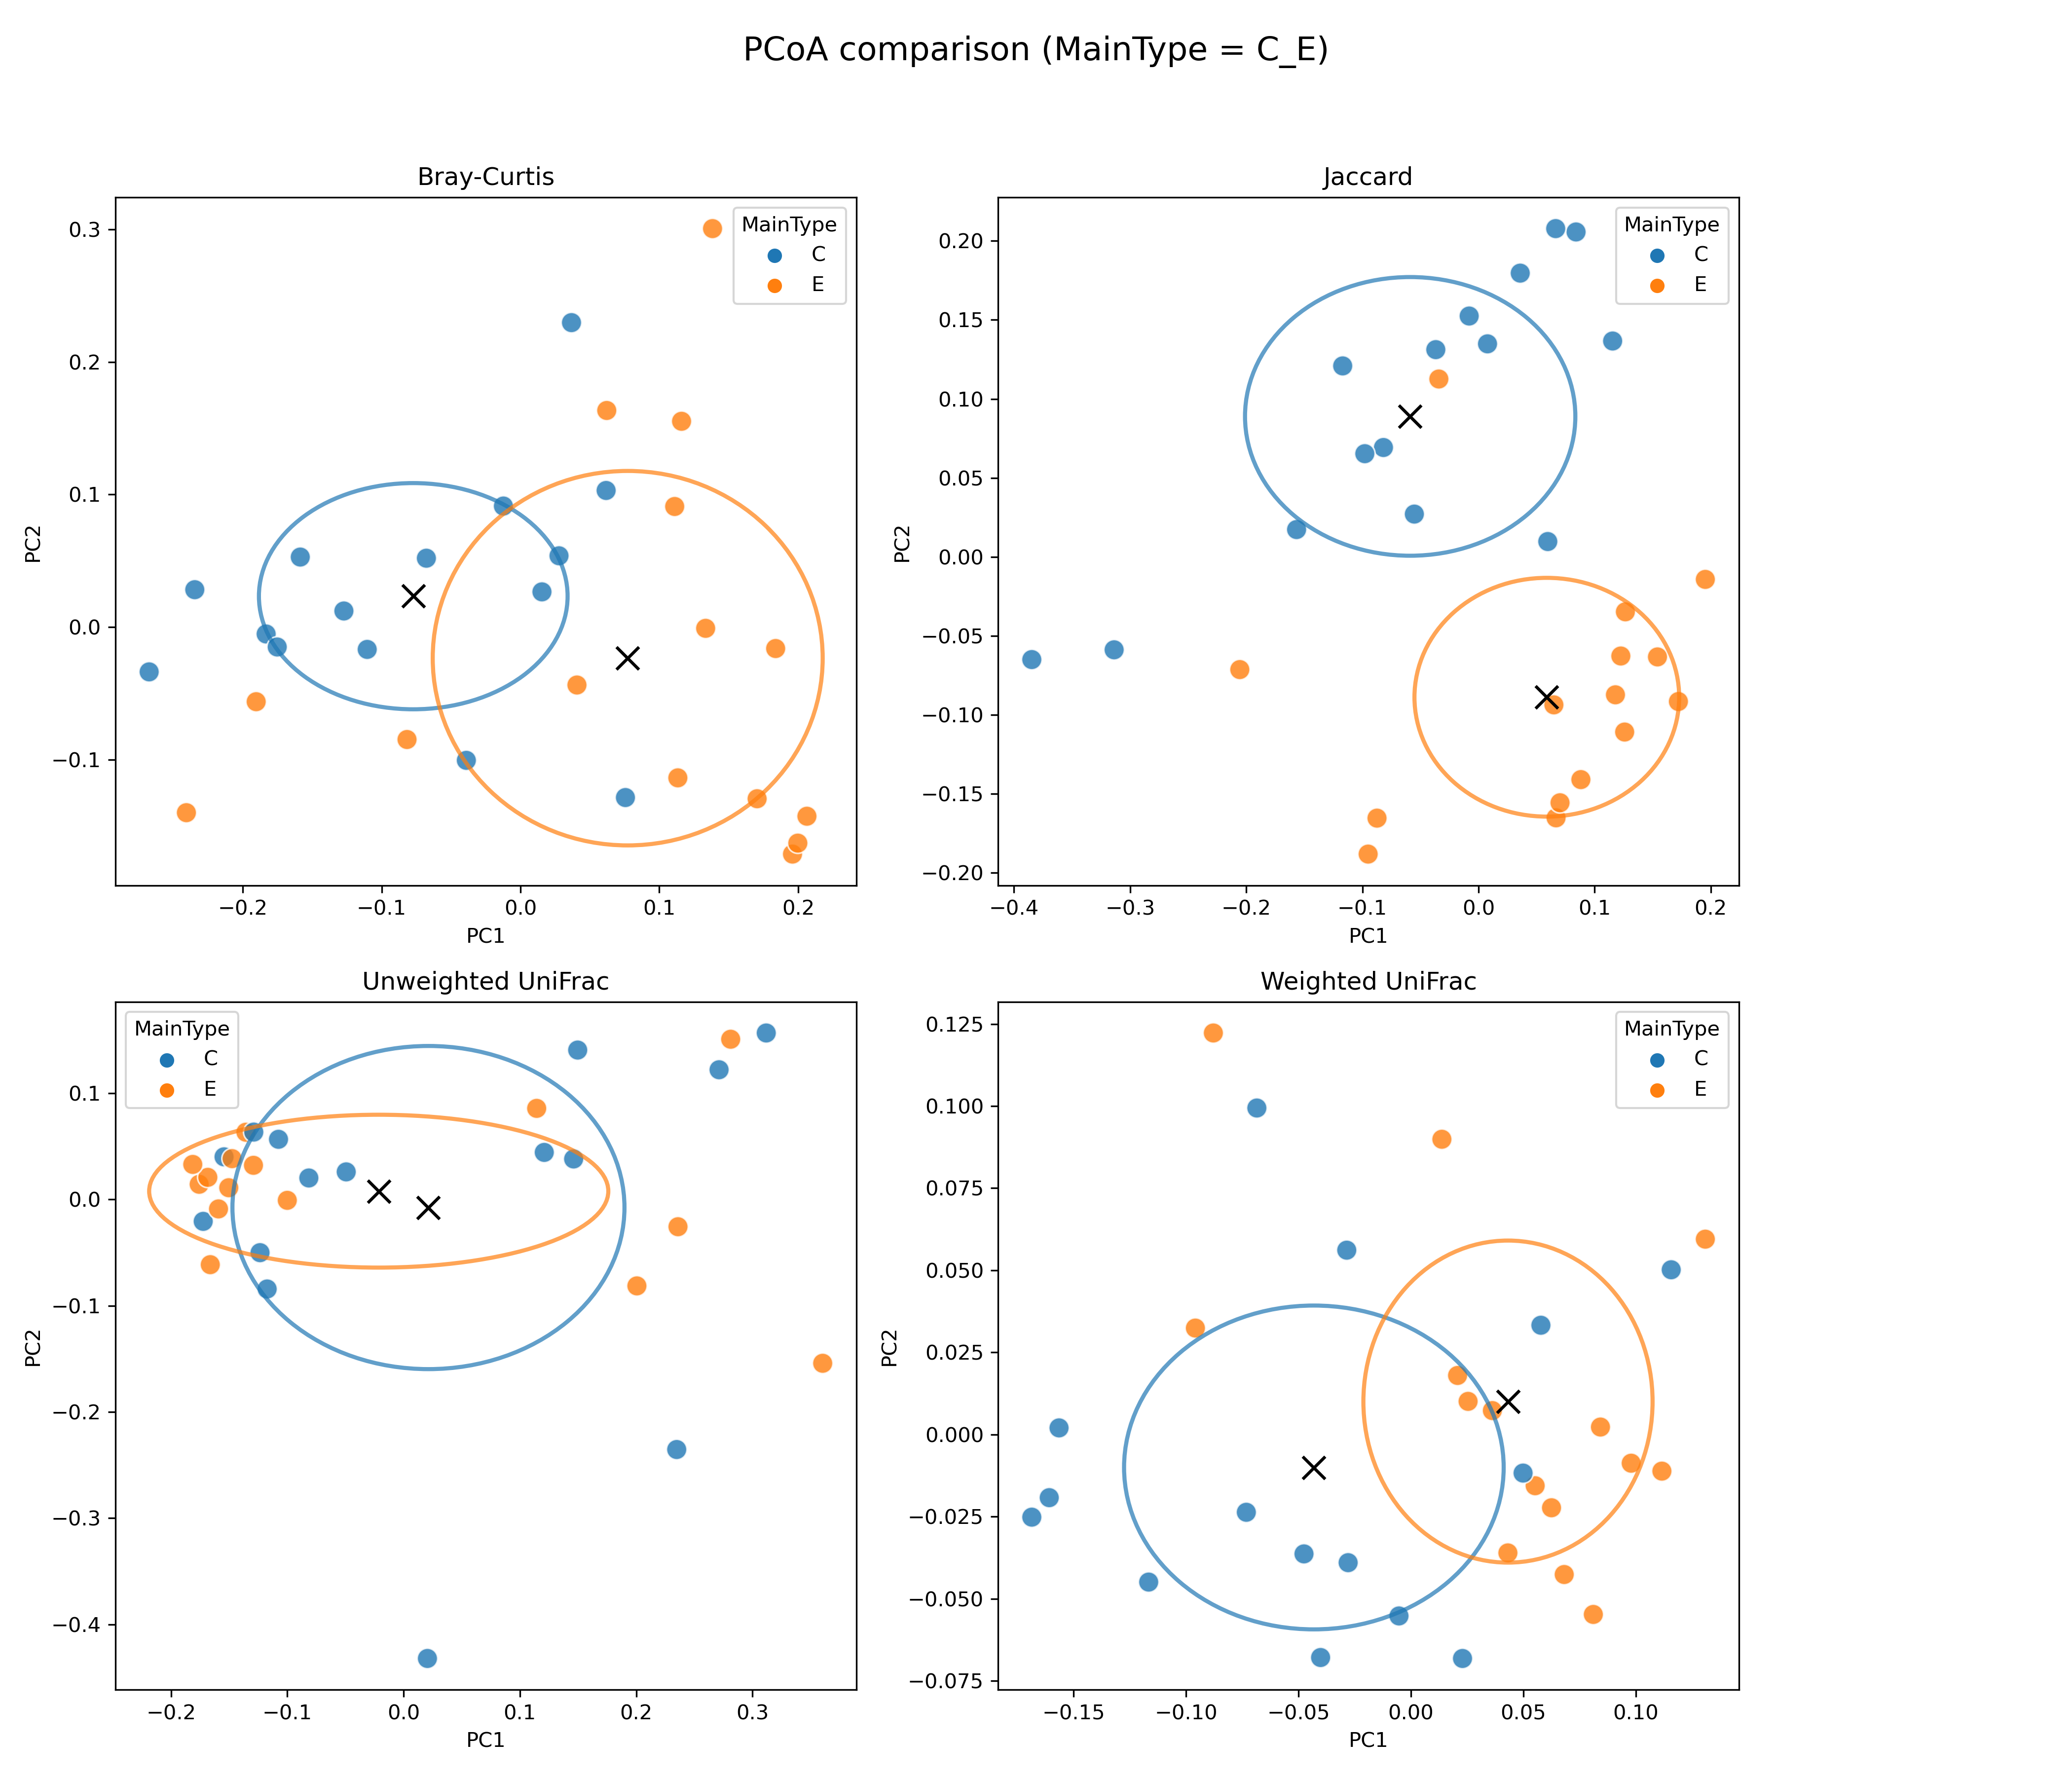 PCoA comparison (MainType = C_E)
Bray-Curtis
MainType
C
E
0.3
0.2
0.1
0.0
−0.1
PC2
−0.2 −0.1 0.0 0.1 0.2
PC1
Jaccard
MainType
C
E
0.20
0.15
0.10
0.05
0.00
−0.05
−0.10
−0.15
−0.20
PC2
−0.4 −0.3 −0.2 −0.1 0.0 0.1 0.2
PC1
Unweighted UniFrac
MainType
C
E
0.1
0.0
−0.1
−0.2
−0.3
−0.4
PC2
−0.2 −0.1 0.0 0.1 0.2 0.3
PC1
Weighted UniFrac
MainType
C
E
0.125
0.100
0.075
0.050
0.025
0.000
−0.025
−0.050
−0.075
PC2
−0.15 −0.10 −0.05 0.00 0.05 0.10
PC1